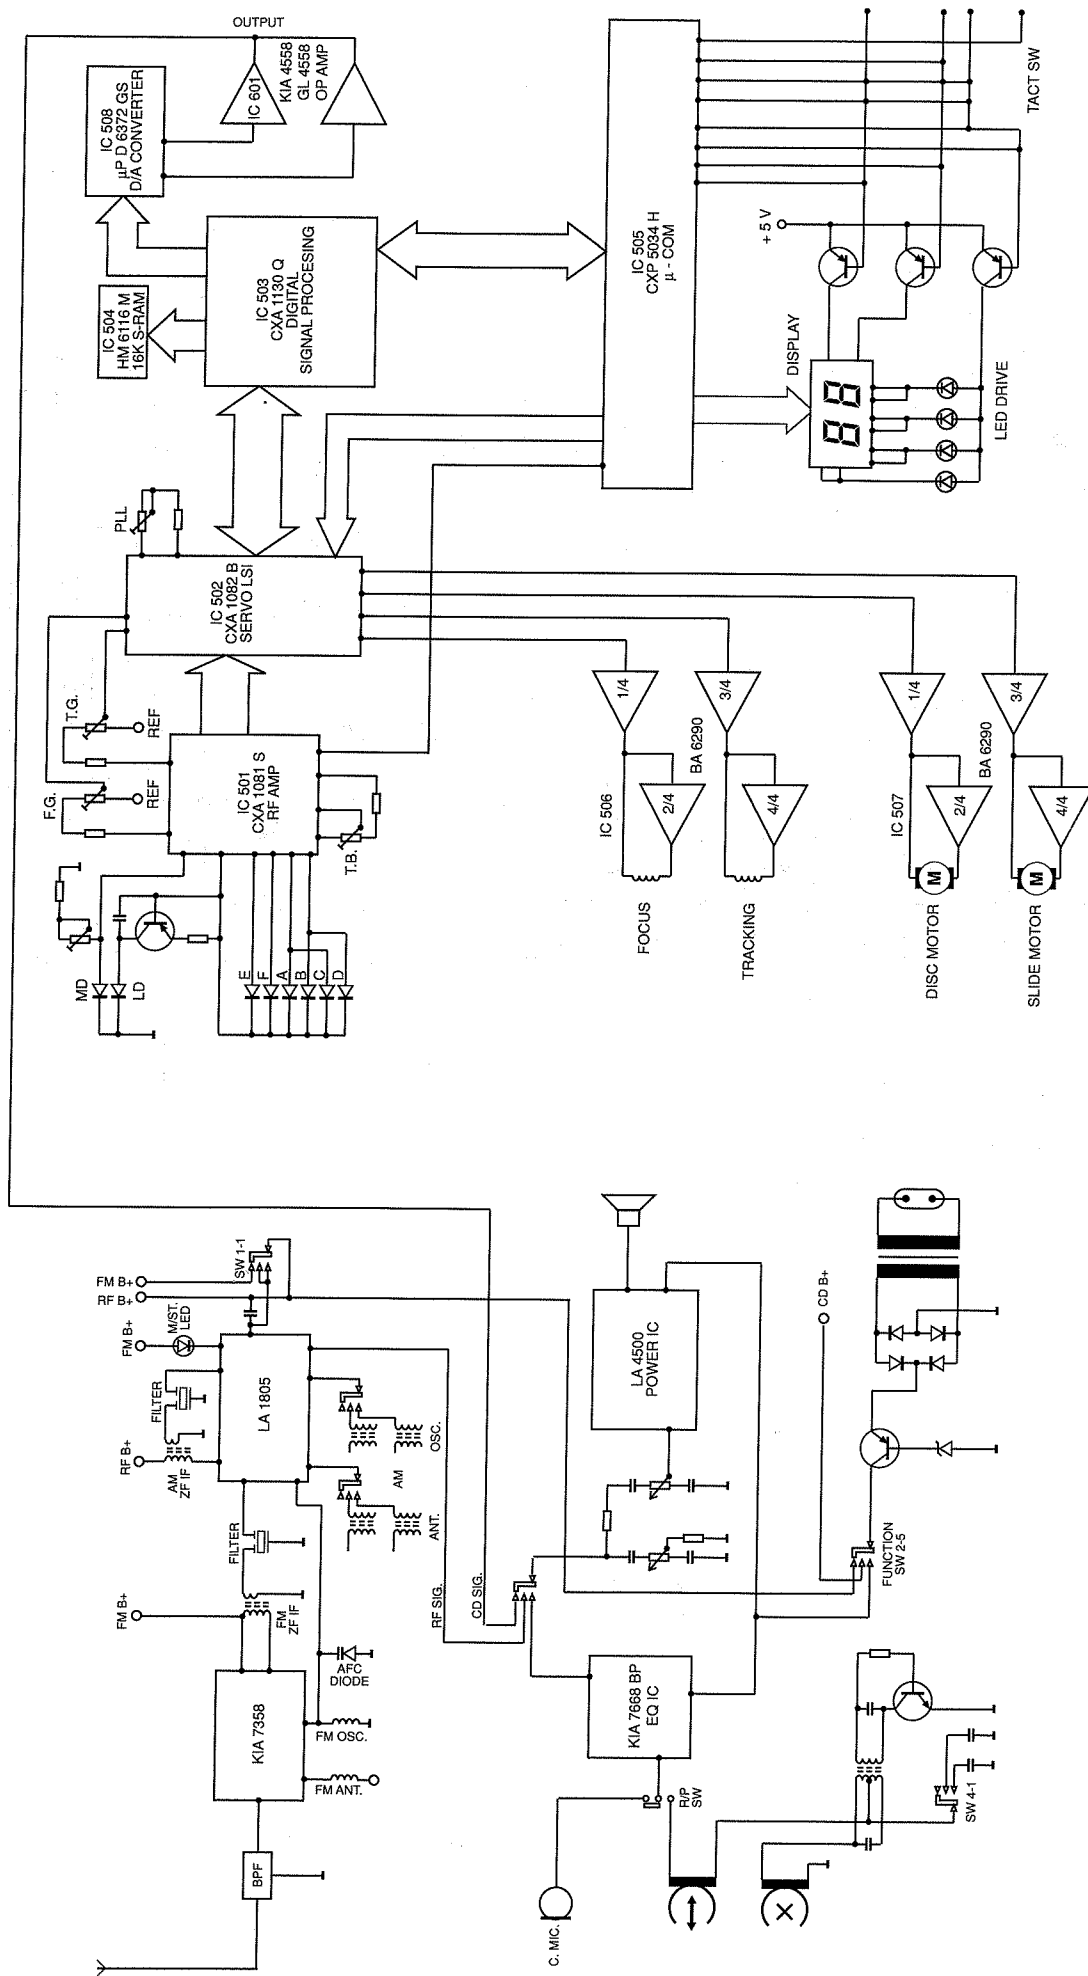 OUTPUT
IC 508
µP D 6372 GS
D/A CONVERTER
IC 601
KIA 4558
GL 4558
OP AMP
IC 504
HM 6116 M
16K S-RAM
IC 503
CXA 1130 Q
DIGITAL
SIGNAL PROCESING
IC 505
CXP 5034 H
µ - COM
TACT SW
+ 5 V
DISPLAY
88
LED DRIVE
PLL
IC 502
CXA 1082 B
SERVO LSI
T.G.
REF
F.G.
REF
IC 501
CXA 1081 S
RF AMP
T.B.
MD
LD
E
F
A
B
C
D
1/4
2/4
IC 506
3/4
4/4
BA 6290
FOCUS
TRACKING
1/4
2/4
IC 507
3/4
4/4
BA 6290
M
M
DISC MOTOR
SLIDE MOTOR
FM B+
RF B+
SW 1-1
FM B+
M/ST.
LED
FILTER
RF B+
AM
ZF IF
LA 1805
OSC.
AM
ANT.
FILTER
FM B+
FM
ZF IF
AFC
DIODE
KIA 7358
FM OSC.
FM ANT.
BPF
RF SIG.
CD SIG.
LA 4500
POWER IC
CD B+
FUNCTION
SW 2-5
KIA 7668 BP
EQ IC
R/P
SW
C. MIC.
SW 4-1